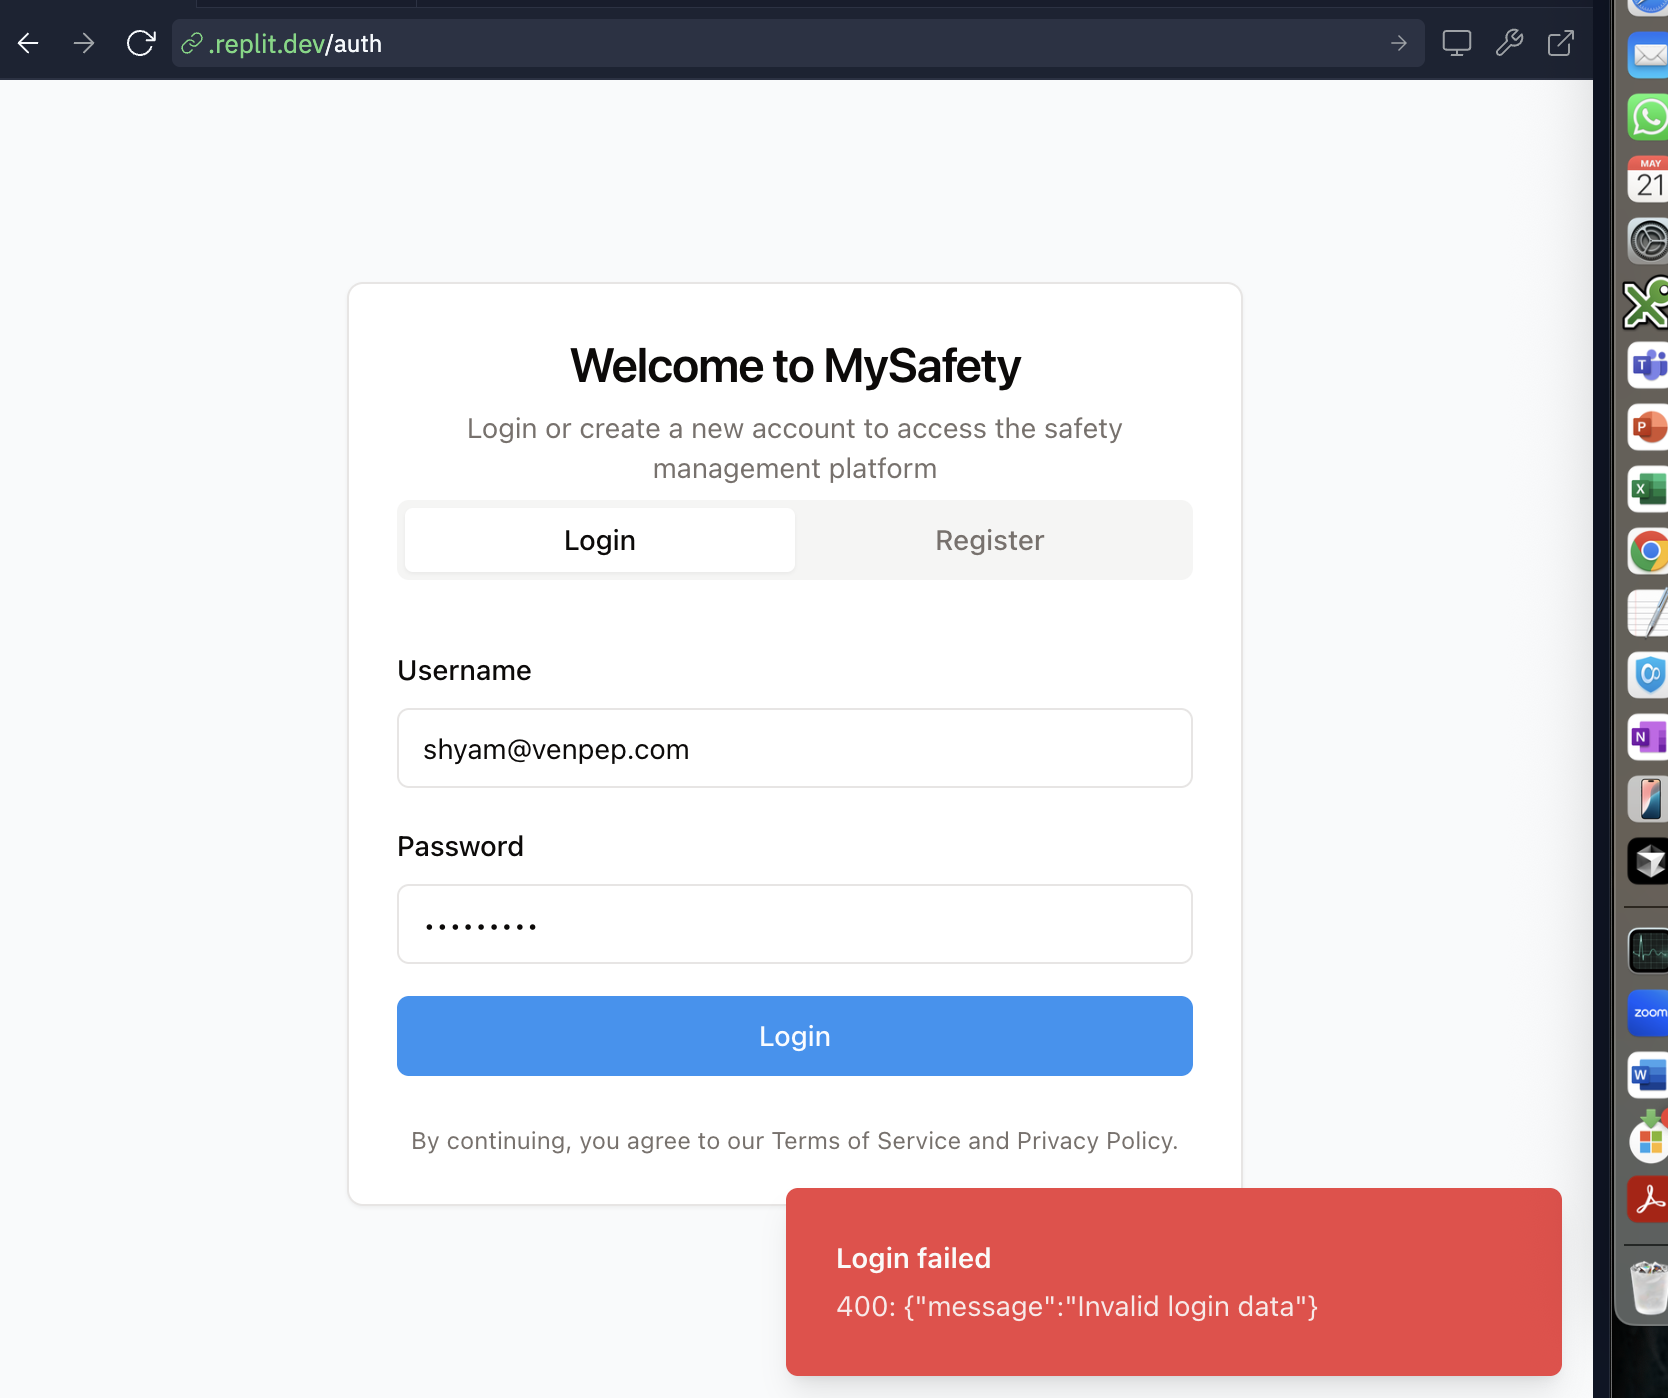 .replit.dev/auth
Welcome to MySafety
Login or create a new account to access the safety
management platform
Login
Register
Username
shyam@venpep.com
Password
Login
By continuing, you agree to our Terms of Service and Privacy Policy.
Login failed
400: {"message":"Invalid login data"}
MAY
21
T
P
X
N
zoom
W